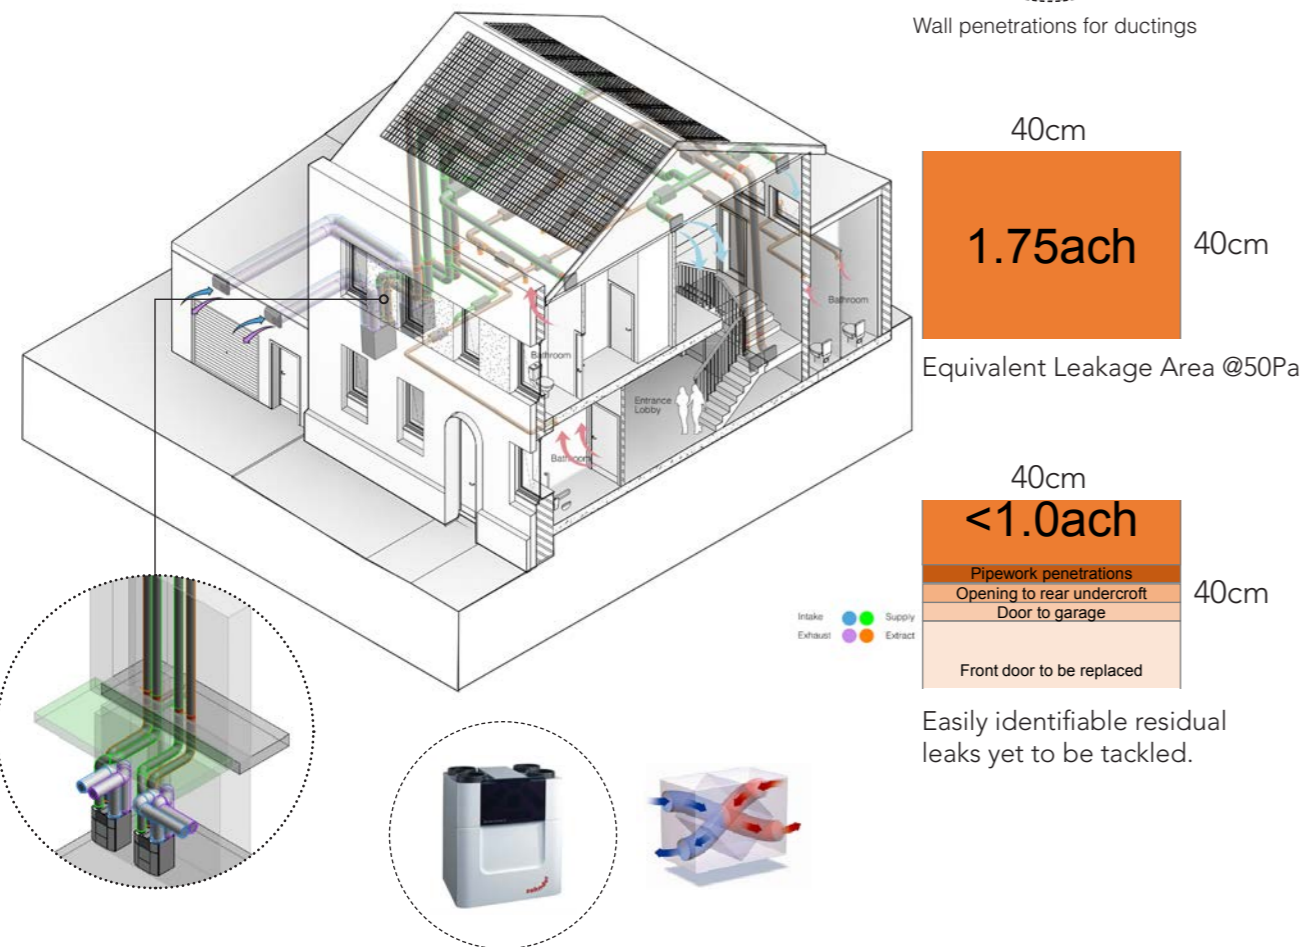 Wall penetrations for ductings
40cm
1.75ach
40cm
Equivalent Leakage Area @50Pa
Bathroom
Bathroom
Entrance
Lobby
Bathroom
40cm
<1.0ach
Pipework penetrations
Opening to rear undercroft
Door to garage
Front door to be replaced
40cm
Intake
Supply
Exhaust
Extract
Easily identifiable residual
leaks yet to be tackled.
zehnder